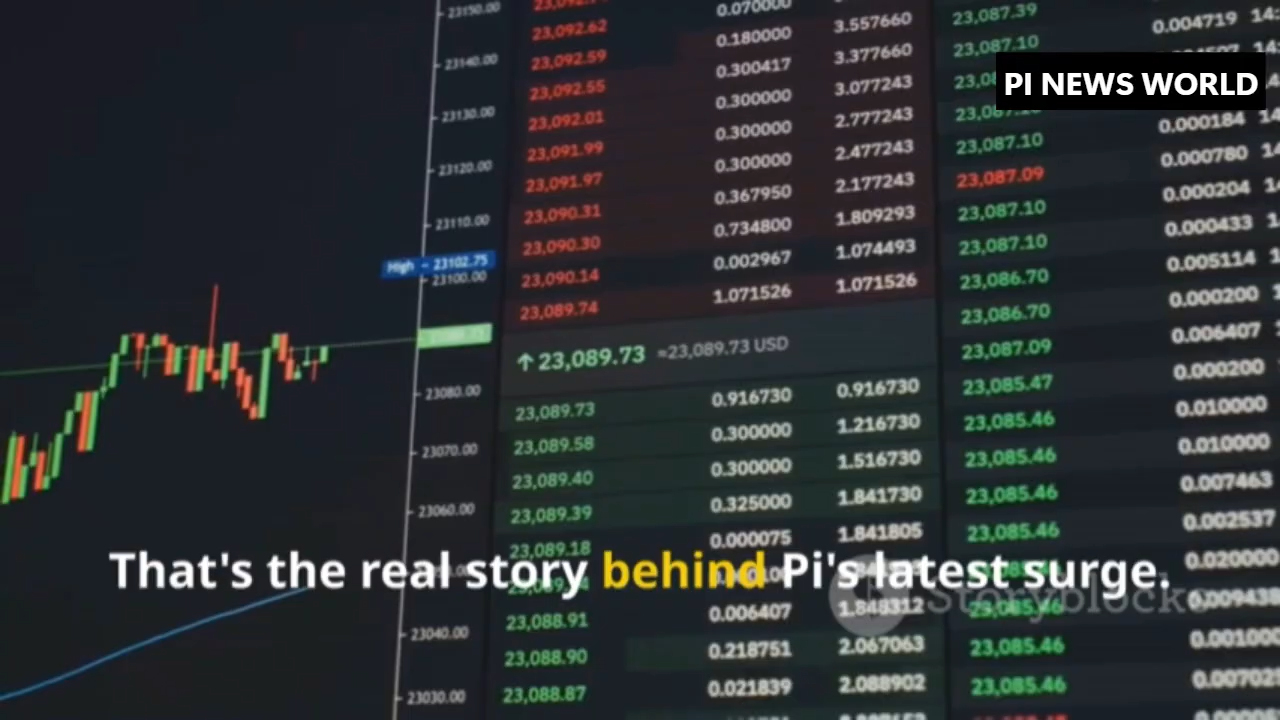 PI NEWS WORLD
23150.00
23140.00
23130.00
23120.00
23110.00
High - 23102.75
23100.00
23080.00
23070.00
23060.00
23040.00
23030.00
0.070000
23,092.62 0.180000 3.557660
23,092.59 0.300417 3.377660
23,092.55 0.300000 3.077243
23,092.01 0.300000 2.777243
23,091.99 0.300000 2.477243
23,091.97 0.367950 2.177243
23,090.31 0.734800 1.809293
23,090.30 0.002967 1.074493
23,090.14 1.071526 1.071526
23,089.74
↑23,089.73 ≈23,089.73 USD
23,089.73 0.916730 0.916730
23,089.58 0.300000 1.216730
23,089.40 0.300000 1.516730
23,089.39 0.325000 1.841730
23,089.18 0.000075 1.841805
23,088.91 0.006407 1.848312
23,088.90 0.218751 2.067063
23,088.87 0.021839 2.088902
23,087.39 0.004719
23,087.10
23,087.10 0.000184
23,087.09 0.000780
23,087.10 0.000204
23,087.10 0.000433
23,086.70 0.005114
23,086.70 0.000200
23,087.09 0.006407
23,085.47 0.000200
23,085.46 0.010000
23,085.46 0.010000
23,085.46 0.007463
23,085.46 0.002537
0.020000
23,085.46
23,085.46
23,085.46
That's the real story behind Pi's latest surge.
Storyblocks